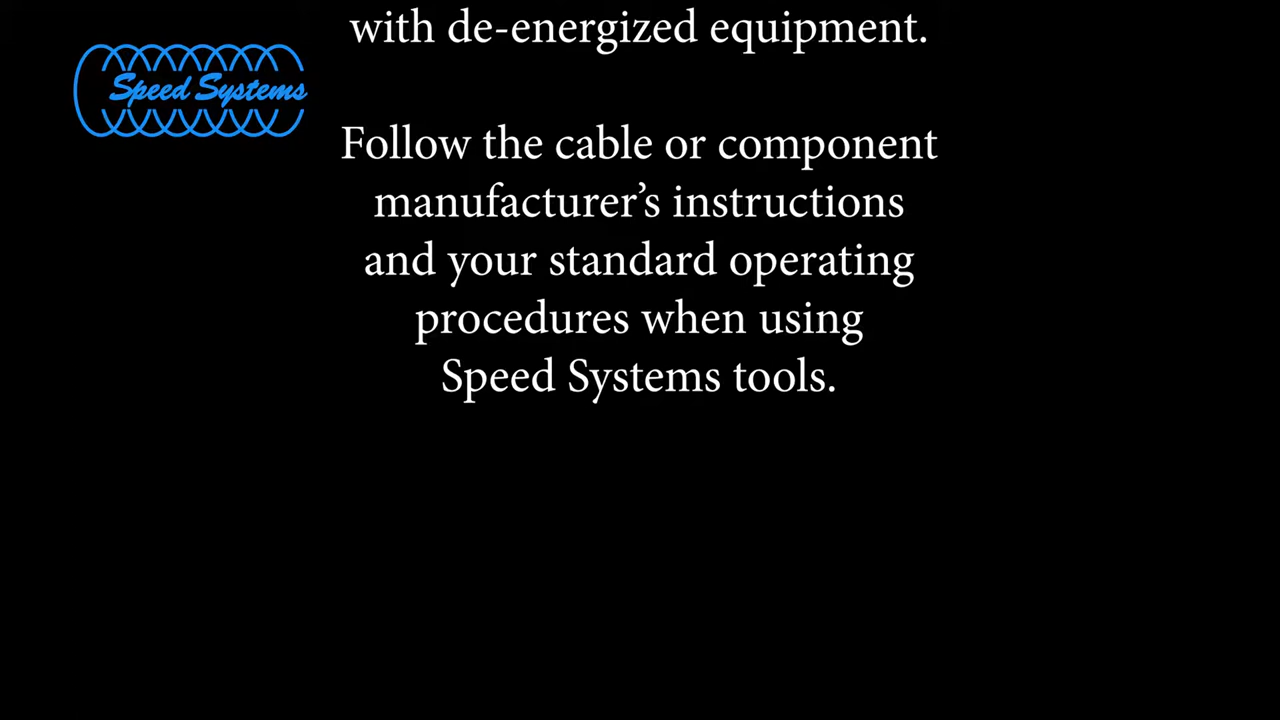 with de-energized equipment.
Speed Systems
Follow the cable or component
manufacturer’s instructions
and your standard operating
procedures when using
Speed Systems tools.